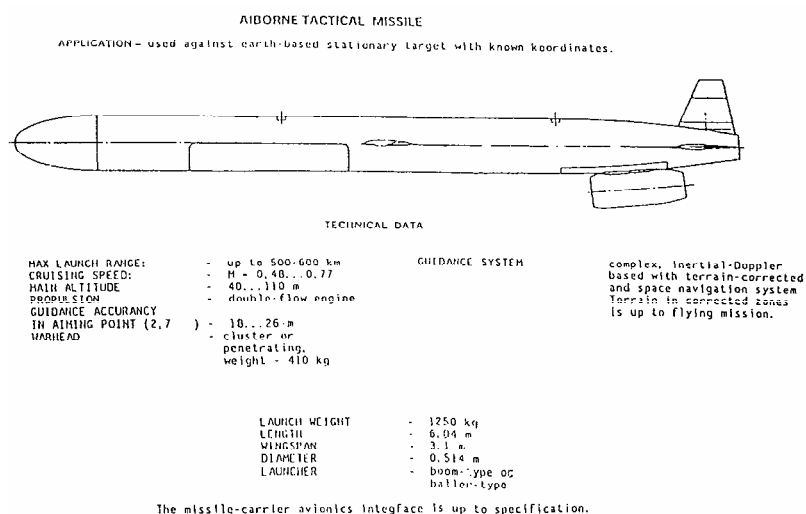 AIBORNE TACTICAL MISSILE
APPLICATION - used against earth-based stationary target with known koordinates.
TECHNICAL DATA
MAX LAUNCH RANGE: - up to 500-600 km
CRUISING SPEED: - M - 0,48...0,77
MAIN ALTITUDE - 40...110 m
PROPULSION - double-flow engine
GUIDANCE ACCURANCY
IN AIMING POINT (2,7 ) - 18...26 m
WARHEAD - cluster or
penetrating,
weight - 410 kg
GUIDANCE SYSTEM
complex, inertial-Doppler
based with terrain-corrected
and space navigation system
Terrain in corrected zones
is up to flying mission.
LAUNCH WEIGHT - 1250 kg
LENGTH - 6,04 m
WINGSPAN - 3.1 m
DIAMETER - 0,514 m
LAUNCHER - boom-type or
The missile-carrier avionics integface is up to specification.